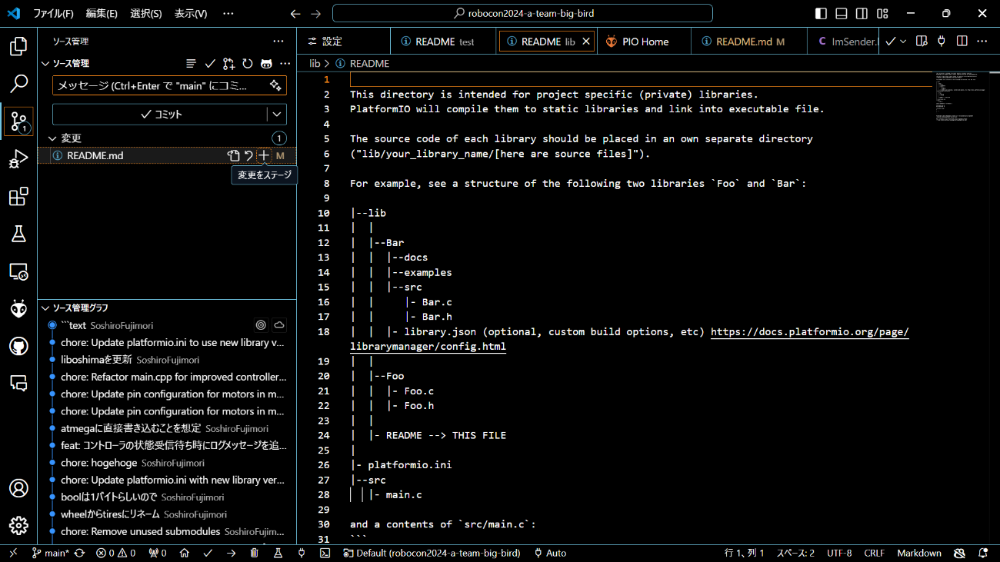 ファイル(F) 編集(E) 選択(S) 表示(V) ··· robocon2024-a-team-big-bird
ソース管理 ···
ソース管理 ···
メッセージ (Ctrl+Enter で "main" にコミ...
コミット
変更 1
README.md M
変更をステージ
1
ソース管理グラフ
```text SoshiroFujimori
chore: Update platformio.ini to use new library v...
liboshimaを更新 SoshiroFujimori
chore: Refactor main.cpp for improved controller...
chore: Update pin configuration for motors in m...
chore: Update pin configuration for motors in m...
atmegaに直接書き込むことを想定 SoshiroFujimori
feat: コントローラの状態受信待ち時にログメッセージを追...
chore: hogehoge SoshiroFujimori
chore: Update platformio.ini with new library ver...
boolは1バイトらしいので SoshiroFujimori
wheelからtiresにリネーム SoshiroFujimori
chore: Remove unused submodules SoshiroFujim...
設定 README test README lib PIO Home README.md M ImSender.
lib > README
1
2 This directory is intended for project specific (private) libraries.
3 PlatformIO will compile them to static libraries and link into executable file.
4
5 The source code of each library should be placed in an own separate directory
6 ("lib/your_library_name/[here are source files]").
7
8 For example, see a structure of the following two libraries `Foo` and `Bar`:
9
10 |--lib
11 | |
12 | |--Bar
13 | | |--docs
14 | | |--examples
15 | | |--src
16 | | |- Bar.c
17 | | |- Bar.h
18 | | |- library.json (optional, custom build options, etc) https://docs.platformio.org/page/
librarymanager/config.html
19 | |
20 | |--Foo
21 | | |- Foo.c
22 | | |- Foo.h
23 | |
24 | |- README --> THIS FILE
25 |
26 |- platformio.ini
27 |--src
28 | | |- main.c
29
30 and a contents of `src/main.c`:
31 ```
main* 0 0 0 Default (robocon2024-a-team-big-bird) Auto 行 1、列 1 スペース: 2 UTF-8 CRLF Markdown